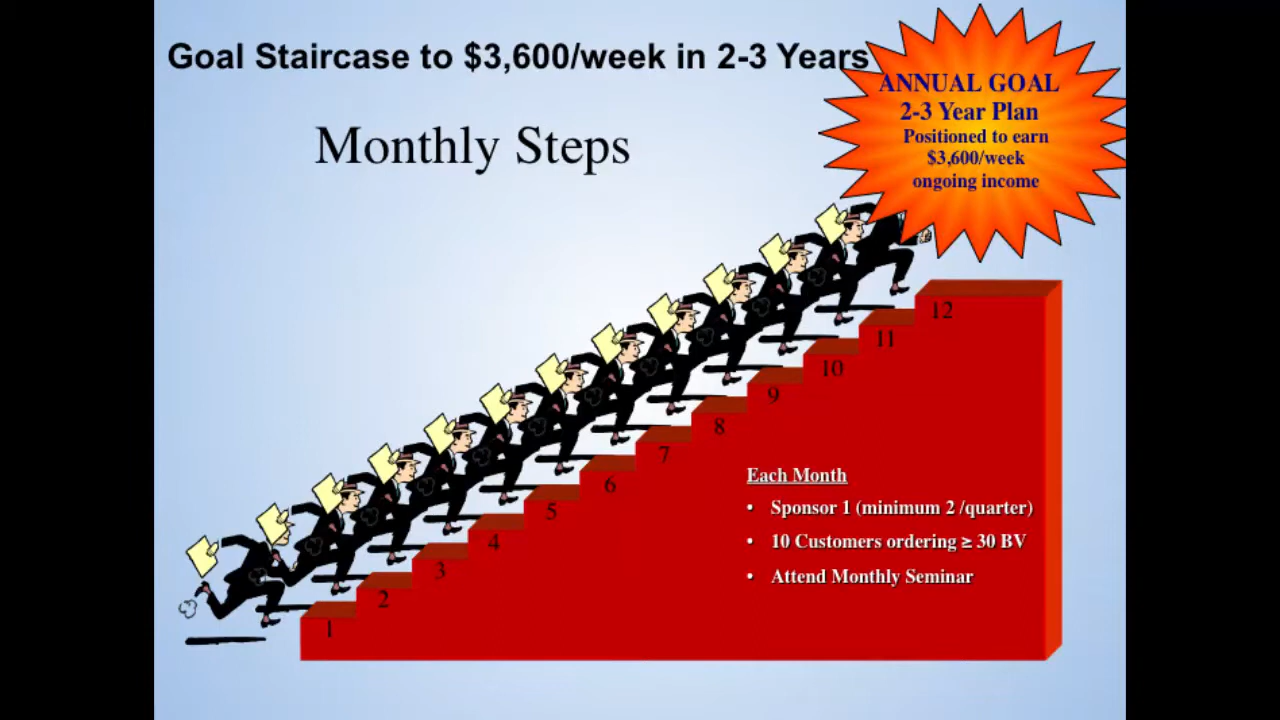 Goal Staircase to $3,600/week in 2-3 Years
ANNUAL GOAL
2-3 Year Plan
Positioned to earn
$3,600/week
ongoing income
Monthly Steps
12
11
10
9
8
7
6
5
4
3
2
1
Each Month
• Sponsor 1 (minimum 2 /quarter)
• 10 Customers ordering ≥ 30 BV
• Attend Monthly Seminar